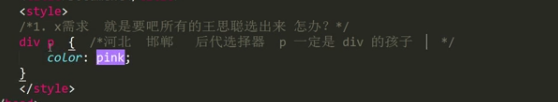 <style>
/*1. x需求 就是要吧所有的王思聪选出来 怎办? */
div p { /*河北 邯郸 后代选择器 p 一定是 div 的孩子 */
color: pink;
}
</style>